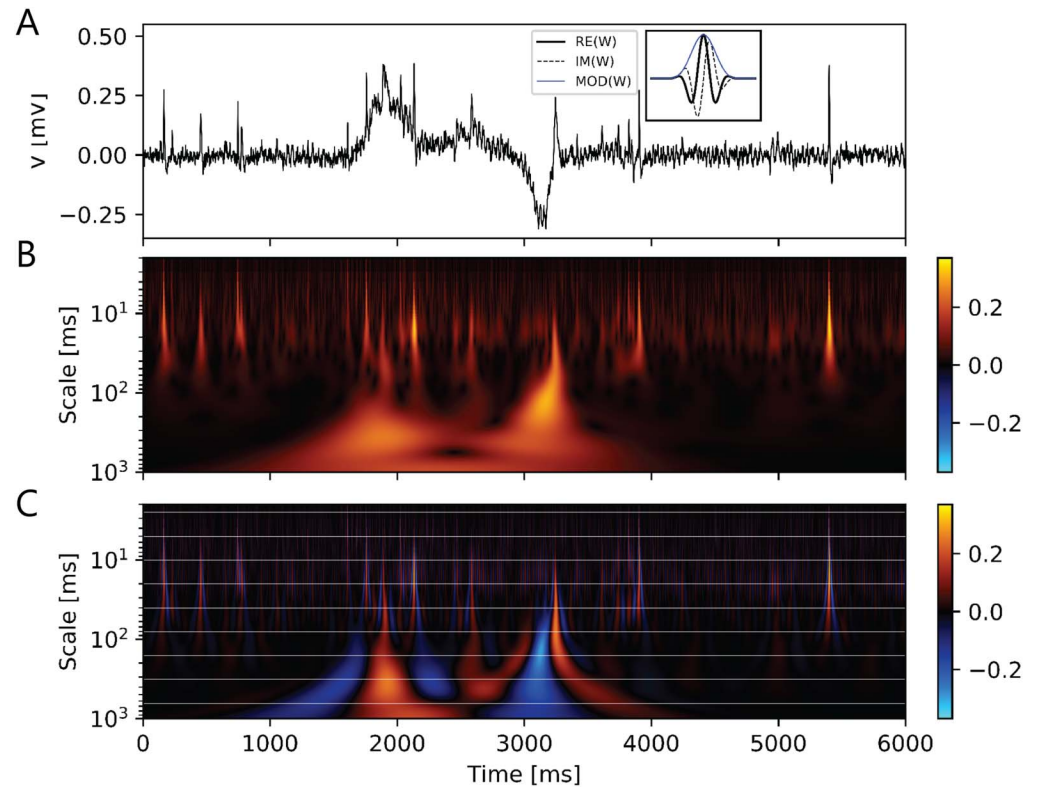 A
0.50
0.25
0.00
−0.25
V [mV]
RE(W)
IM(W)
MOD(W)
B
10¹
10²
10³
Scale [ms]
0.2
0.0
−0.2
C
10¹
10²
10³
Scale [ms]
0.2
0.0
−0.2
0 1000 2000 3000 4000 5000 6000
Time [ms]